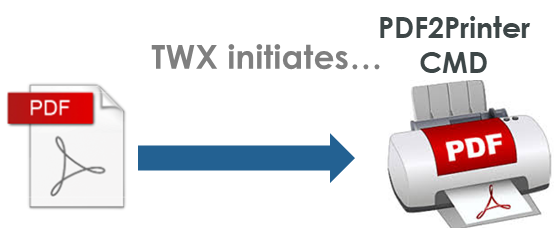 PDF2Printer
TWX initiates...
CMD
PDF
PDF